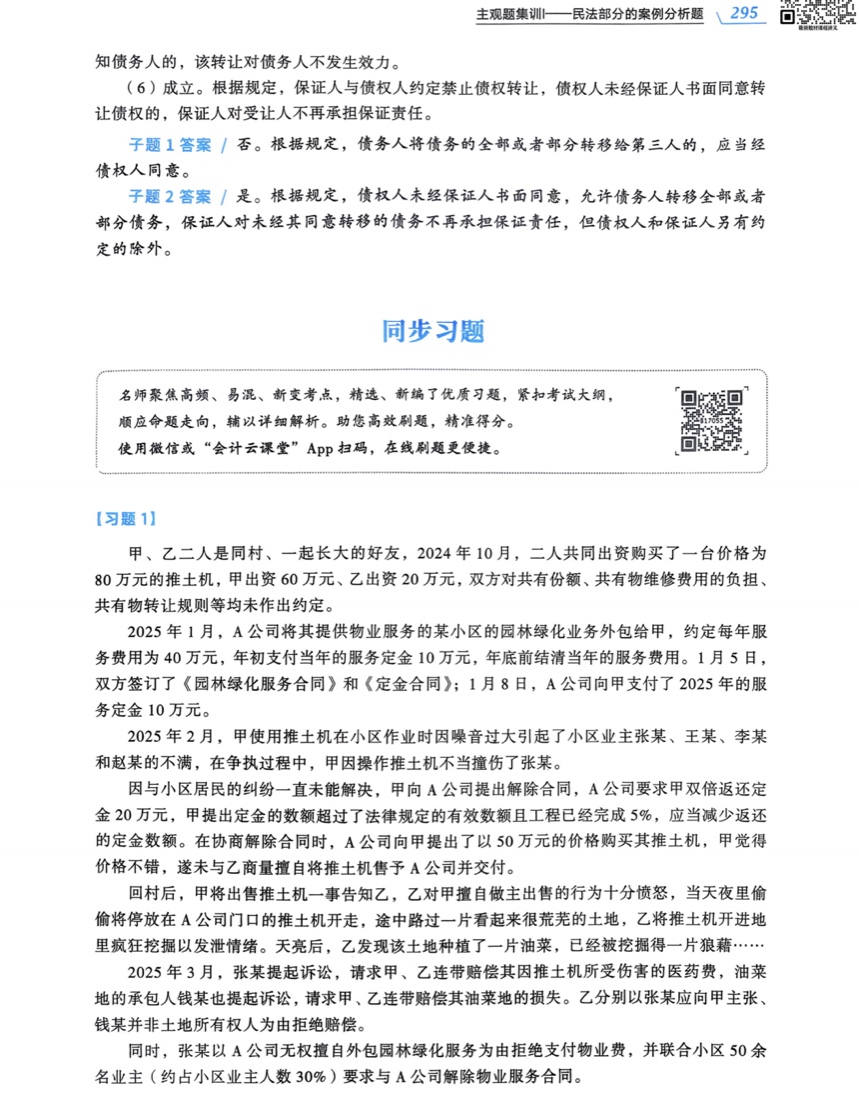 主观题集训I——民法部分的案例分析题 295
知债务人的，该转让对债务人不发生效力。
（6）成立。根据规定，保证人与债权人约定禁止债权转让，债权人未经保证人书面同意转
让债权的，保证人对受让人不再承担保证责任。
子题1答案 / 否。根据规定，债务人将债务的全部或者部分转移给第三人的，应当经
债权人同意。
子题2答案 / 是。根据规定，债权人未经保证人书面同意，允许债务人转移全部或者
部分债务，保证人对未经其同意转移的债务不再承担保证责任，但债权人和保证人另有约
定的除外。
同步习题
名师聚焦高频、易混、新变考点，精选、新编了优质习题，紧扣考试大纲，
顺应命题走向，辅以详细解析。助您高效刷题，精准得分。
使用微信或“会计云课堂”App扫码，在线刷题更便捷。
【习题1】
甲、乙二人是同村、一起长大的好友，2024年10月，二人共同出资购买了一台价格为
80万元的推土机，甲出资60万元、乙出资20万元，双方对共有份额、共有物维修费用的负担、
共有物转让规则等均未作出约定。
2025年1月，A公司将其提供物业服务的某小区的园林绿化业务外包给甲，约定每年服
务费用为40万元，年初支付当年的服务定金10万元，年底前结清当年的服务费用。1月5日，
双方签订了《园林绿化服务合同》和《定金合同》；1月8日，A公司向甲支付了2025年的服
务定金10万元。
2025年2月，甲使用推土机在小区作业时因噪音过大引起了小区业主张某、王某、李某
和赵某的不满，在争执过程中，甲因操作推土机不当撞伤了张某。
因与小区居民的纠纷一直未能解决，甲向A公司提出解除合同，A公司要求甲双倍返还定
金20万元，甲提出定金的数额超过了法律规定的有效数额且工程已经完成5%，应当减少返还
的定金数额。在协商解除合同时，A公司向甲提出了以50万元的价格购买其推土机，甲觉得
价格不错，遂未与乙商量擅自将推土机售予A公司并交付。
回村后，甲将出售推土机一事告知乙，乙对甲擅自做主出售的行为十分愤怒，当天夜里偷
偷将停放在A公司门口的推土机开走，途中路过一片看起来很荒芜的土地，乙将推土机开进地
里疯狂挖掘以发泄情绪。天亮后，乙发现该土地种植了一片油菜，已经被挖掘得一片狼藉……
2025年3月，张某提起诉讼，请求甲、乙连带赔偿其因推土机所受伤害的医药费，油菜
地的承包人钱某也提起诉讼，请求甲、乙连带赔偿其油菜地的损失。乙分别以张某应向甲主张、
钱某并非土地所有权人为由拒绝赔偿。
同时，张某以A公司无权擅自外包园林绿化服务为由拒绝支付物业费，并联合小区50余
名业主（约占小区业主人数30%）要求与A公司解除物业服务合同。